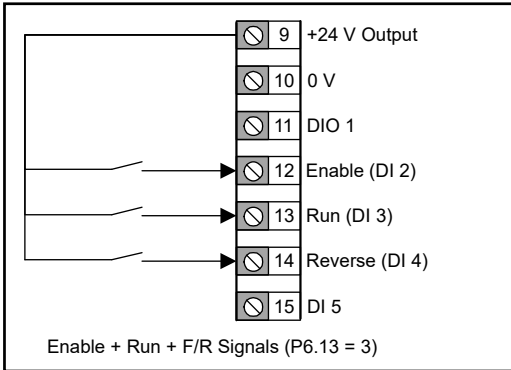 9 +24 V Output
10 0 V
11 DIO 1
12 Enable (DI 2)
13 Run (DI 3)
14 Reverse (DI 4)
15 DI 5
Enable + Run + F/R Signals (P6.13 = 3)